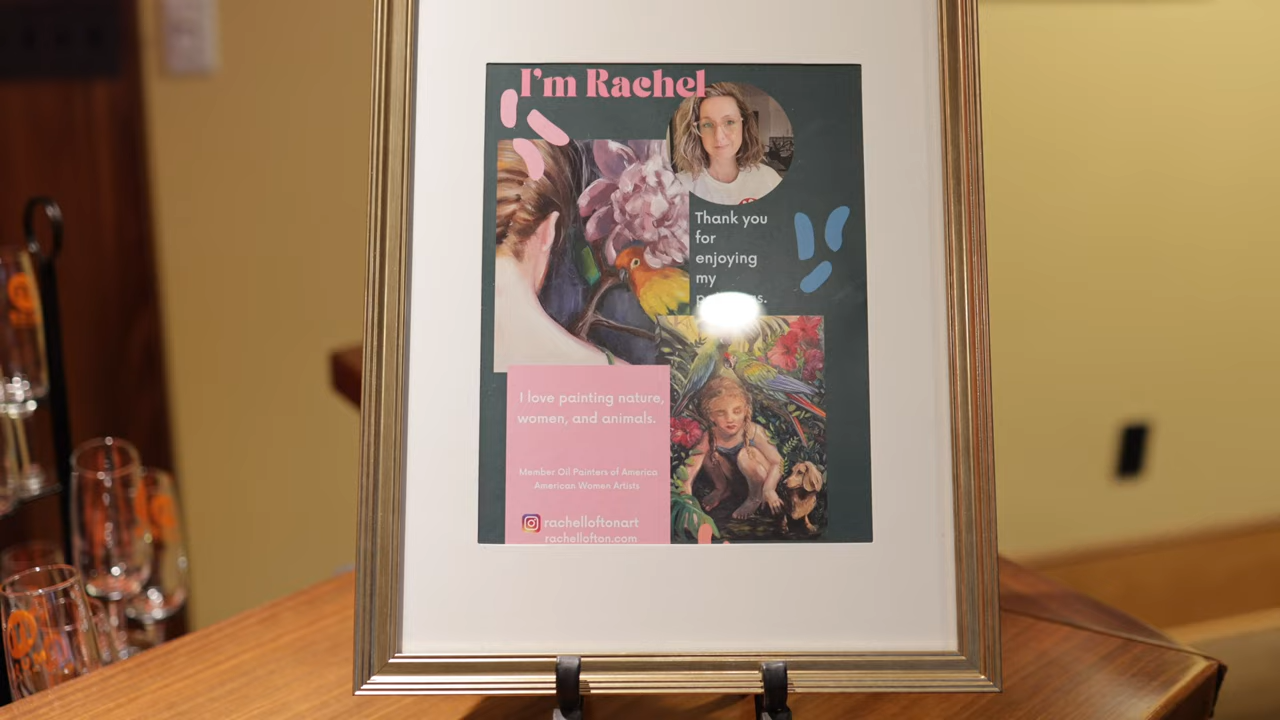 I'm Rachel
Thank you
for
enjoying
my
I love painting nature,
women, and animals.
Member Oil Painters of America
American Women Artists
rachelloftonart
rachellofton.com